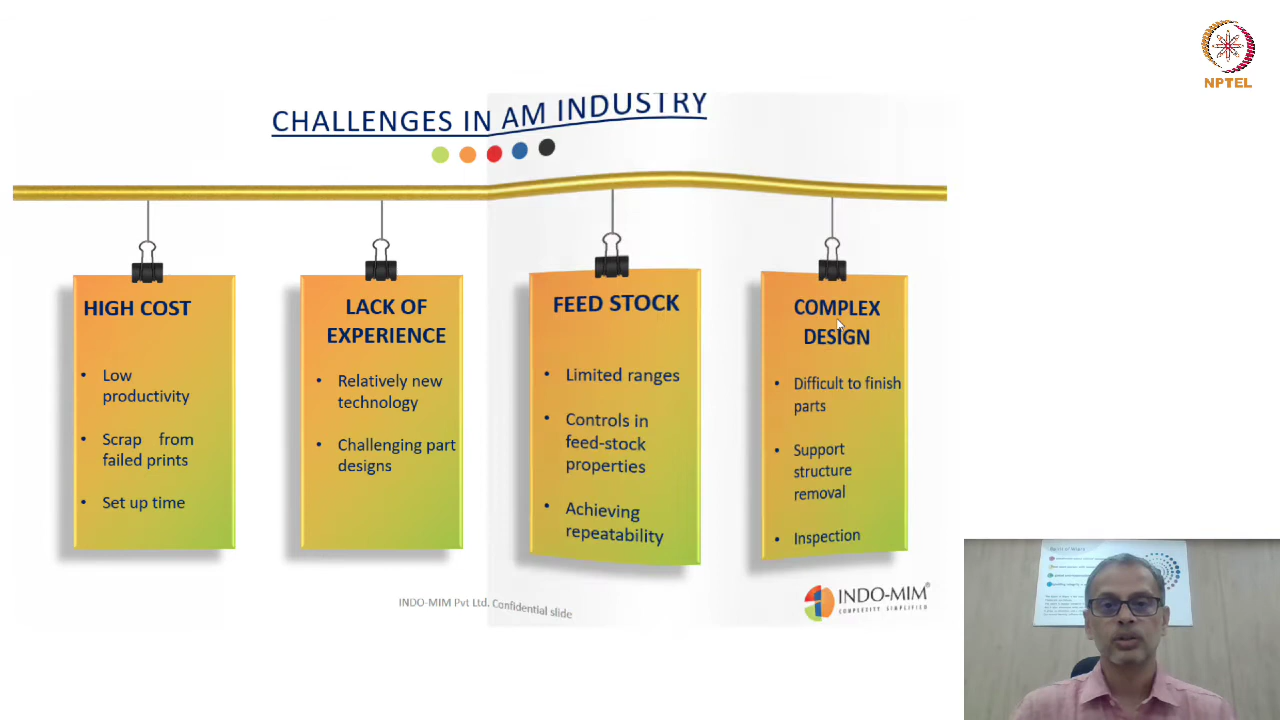 NPTEL
CHALLENGES IN AM INDUSTRY
HIGH COST
• Low
productivity
• Scrap from
failed prints
• Set up time
LACK OF
EXPERIENCE
• Relatively new
technology
• Challenging part
designs
FEED STOCK
• Limited ranges
• Controls in
feed-stock
properties
• Achieving
repeatability
COMPLEX
DESIGN
• Difficult to finish
parts
• Support
structure
removal
• Inspection
INDO-MIM Pvt Ltd. Confidential slide
INDO-MIM®
COMPLEXITY SIMPLIFIED